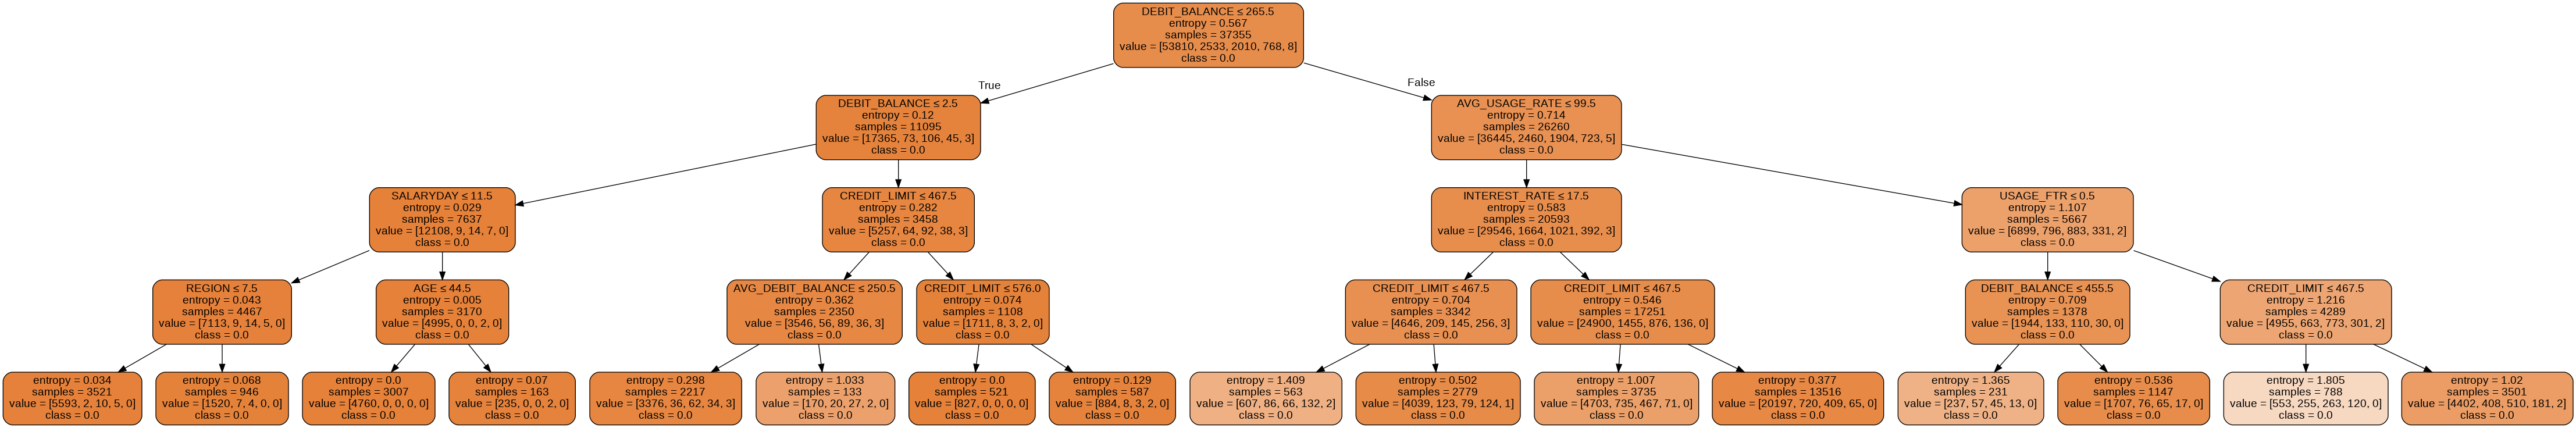 DEBIT_BALANCE ≤ 265.5
entropy = 0.567
samples = 37355
value = [53810, 2533, 2010, 768, 8]
class = 0.0
True
False
DEBIT_BALANCE ≤ 2.5
entropy = 0.12
samples = 11095
value = [17365, 73, 106, 45, 3]
class = 0.0
AVG_USAGE_RATE ≤ 99.5
entropy = 0.714
samples = 26260
value = [36445, 2460, 1904, 723, 5]
class = 0.0
SALARYDAY ≤ 11.5
entropy = 0.029
samples = 7637
value = [12108, 9, 14, 7, 0]
class = 0.0
CREDIT_LIMIT ≤ 467.5
entropy = 0.282
samples = 3458
value = [5257, 64, 92, 38, 3]
class = 0.0
INTEREST_RATE ≤ 17.5
entropy = 0.583
samples = 20593
value = [29546, 1664, 1021, 392, 3]
class = 0.0
USAGE_FTR ≤ 0.5
entropy = 1.107
samples = 5667
value = [6899, 796, 883, 331, 2]
class = 0.0
REGION ≤ 7.5
entropy = 0.043
samples = 4467
value = [7113, 9, 14, 5, 0]
class = 0.0
AGE ≤ 44.5
entropy = 0.005
samples = 3170
value = [4995, 0, 0, 2, 0]
class = 0.0
AVG_DEBIT_BALANCE ≤ 250.5
entropy = 0.362
samples = 2350
value = [3546, 56, 89, 36, 3]
class = 0.0
CREDIT_LIMIT ≤ 576.0
entropy = 0.074
samples = 1108
value = [1711, 8, 3, 2, 0]
class = 0.0
CREDIT_LIMIT ≤ 467.5
entropy = 0.704
samples = 3342
value = [4646, 209, 145, 256, 3]
class = 0.0
CREDIT_LIMIT ≤ 467.5
entropy = 0.546
samples = 17251
value = [24900, 1455, 876, 136, 0]
class = 0.0
DEBIT_BALANCE ≤ 455.5
entropy = 0.709
samples = 1378
value = [1944, 133, 110, 30, 0]
class = 0.0
CREDIT_LIMIT ≤ 467.5
entropy = 1.216
samples = 4289
value = [4955, 663, 773, 301, 2]
class = 0.0
entropy = 0.034
samples = 3521
value = [5593, 2, 10, 5, 0]
class = 0.0
entropy = 0.068
samples = 946
value = [1520, 7, 4, 0, 0]
class = 0.0
entropy = 0.0
samples = 3007
value = [4760, 0, 0, 0, 0]
class = 0.0
entropy = 0.07
samples = 163
value = [235, 0, 0, 2, 0]
class = 0.0
entropy = 0.298
samples = 2217
value = [3376, 36, 62, 34, 3]
class = 0.0
entropy = 1.033
samples = 133
value = [170, 20, 27, 2, 0]
class = 0.0
entropy = 0.0
samples = 521
value = [827, 0, 0, 0, 0]
class = 0.0
entropy = 0.129
samples = 587
value = [884, 8, 3, 2, 0]
class = 0.0
entropy = 1.409
samples = 563
value = [607, 86, 66, 132, 2]
class = 0.0
entropy = 0.502
samples = 2779
value = [4039, 123, 79, 124, 1]
class = 0.0
entropy = 1.007
samples = 3735
value = [4703, 735, 467, 71, 0]
class = 0.0
entropy = 0.377
samples = 13516
value = [20197, 720, 409, 65, 0]
class = 0.0
entropy = 1.365
samples = 231
value = [237, 57, 45, 13, 0]
class = 0.0
entropy = 0.536
samples = 1147
value = [1707, 76, 65, 17, 0]
class = 0.0
entropy = 1.805
samples = 788
value = [553, 255, 263, 120, 0]
class = 0.0
entropy = 1.02
samples = 3501
value = [4402, 408, 510, 181, 2]
class = 0.0